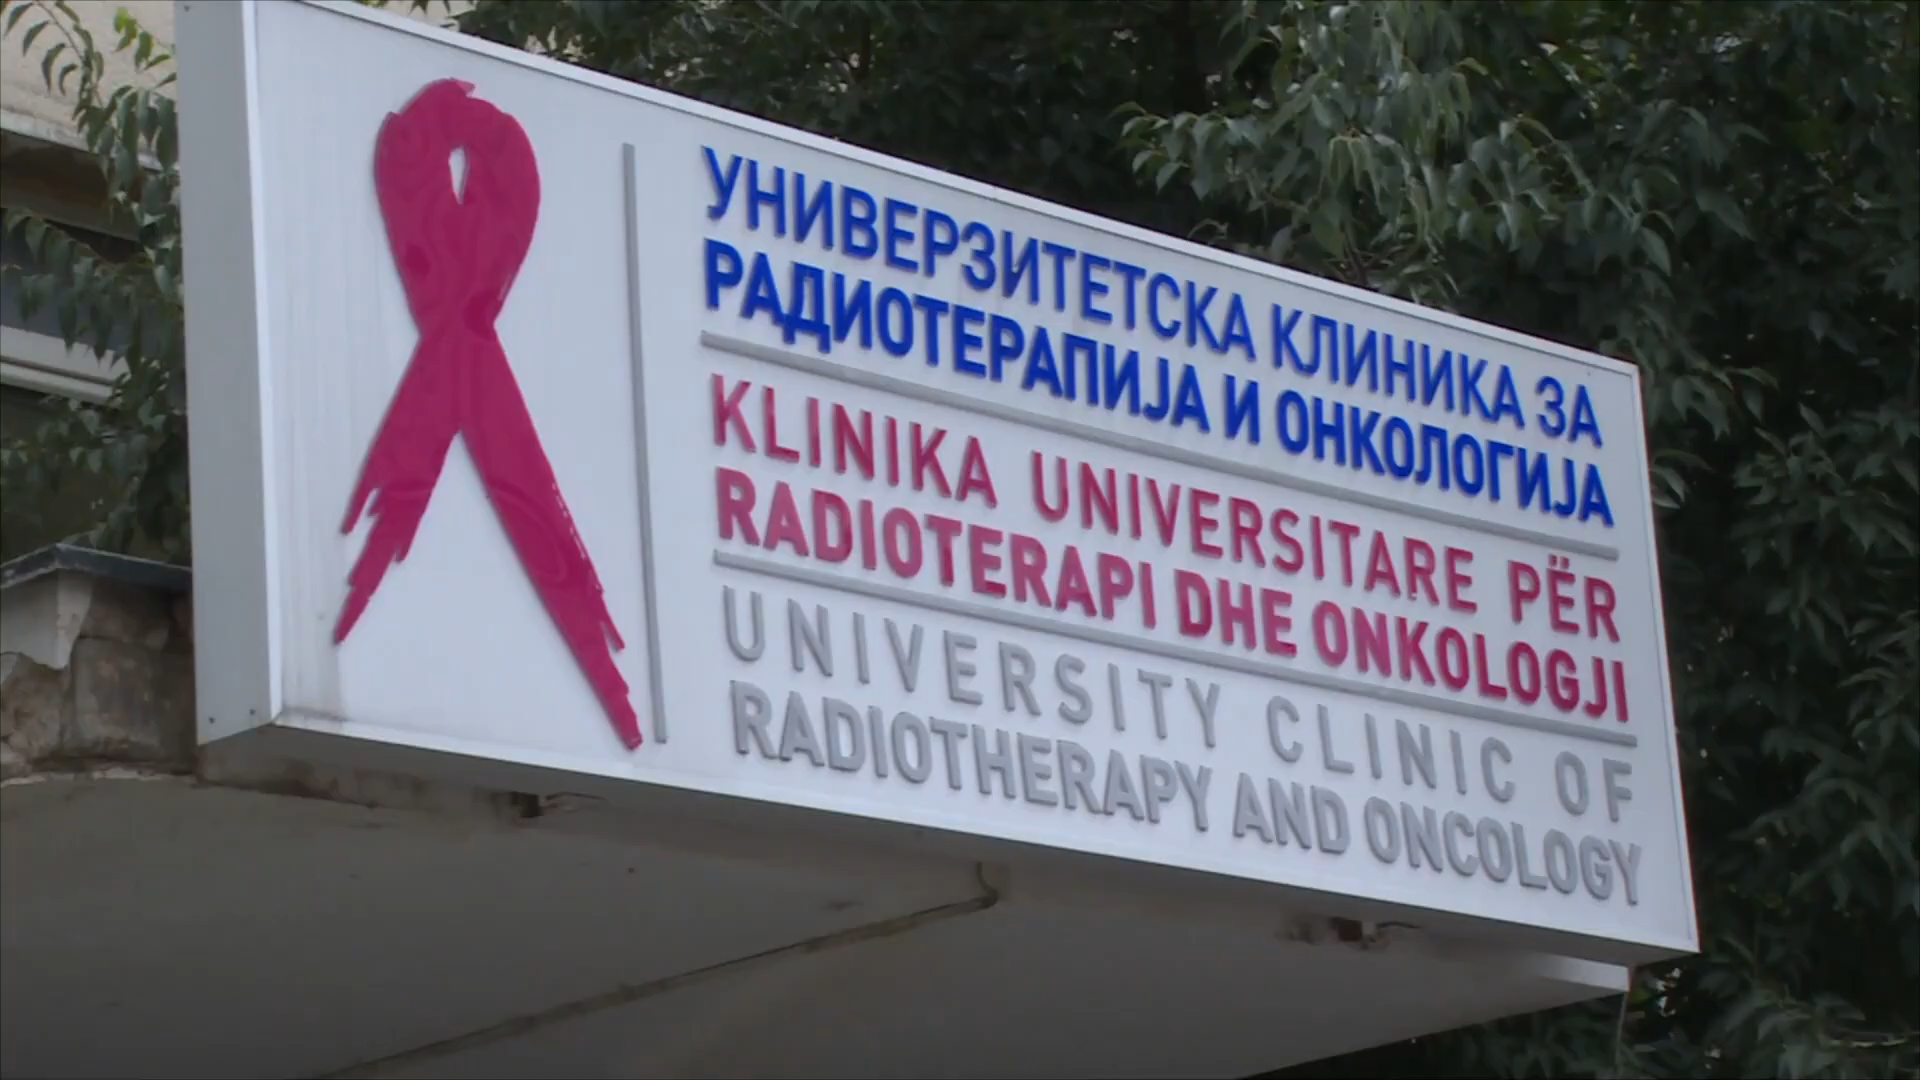 УНИВЕРЗИТЕТСКА КЛИНИКА ЗА
РАДИОТЕРАПИЈА И ОНКОЛОГИЈА
KLINIKA UNIVERSITARE PËR
RADIOTERAPI DHE ONKOLOGJI
UNIVERSITY CLINIC OF
RADIOTHERAPY AND ONCOLOGY